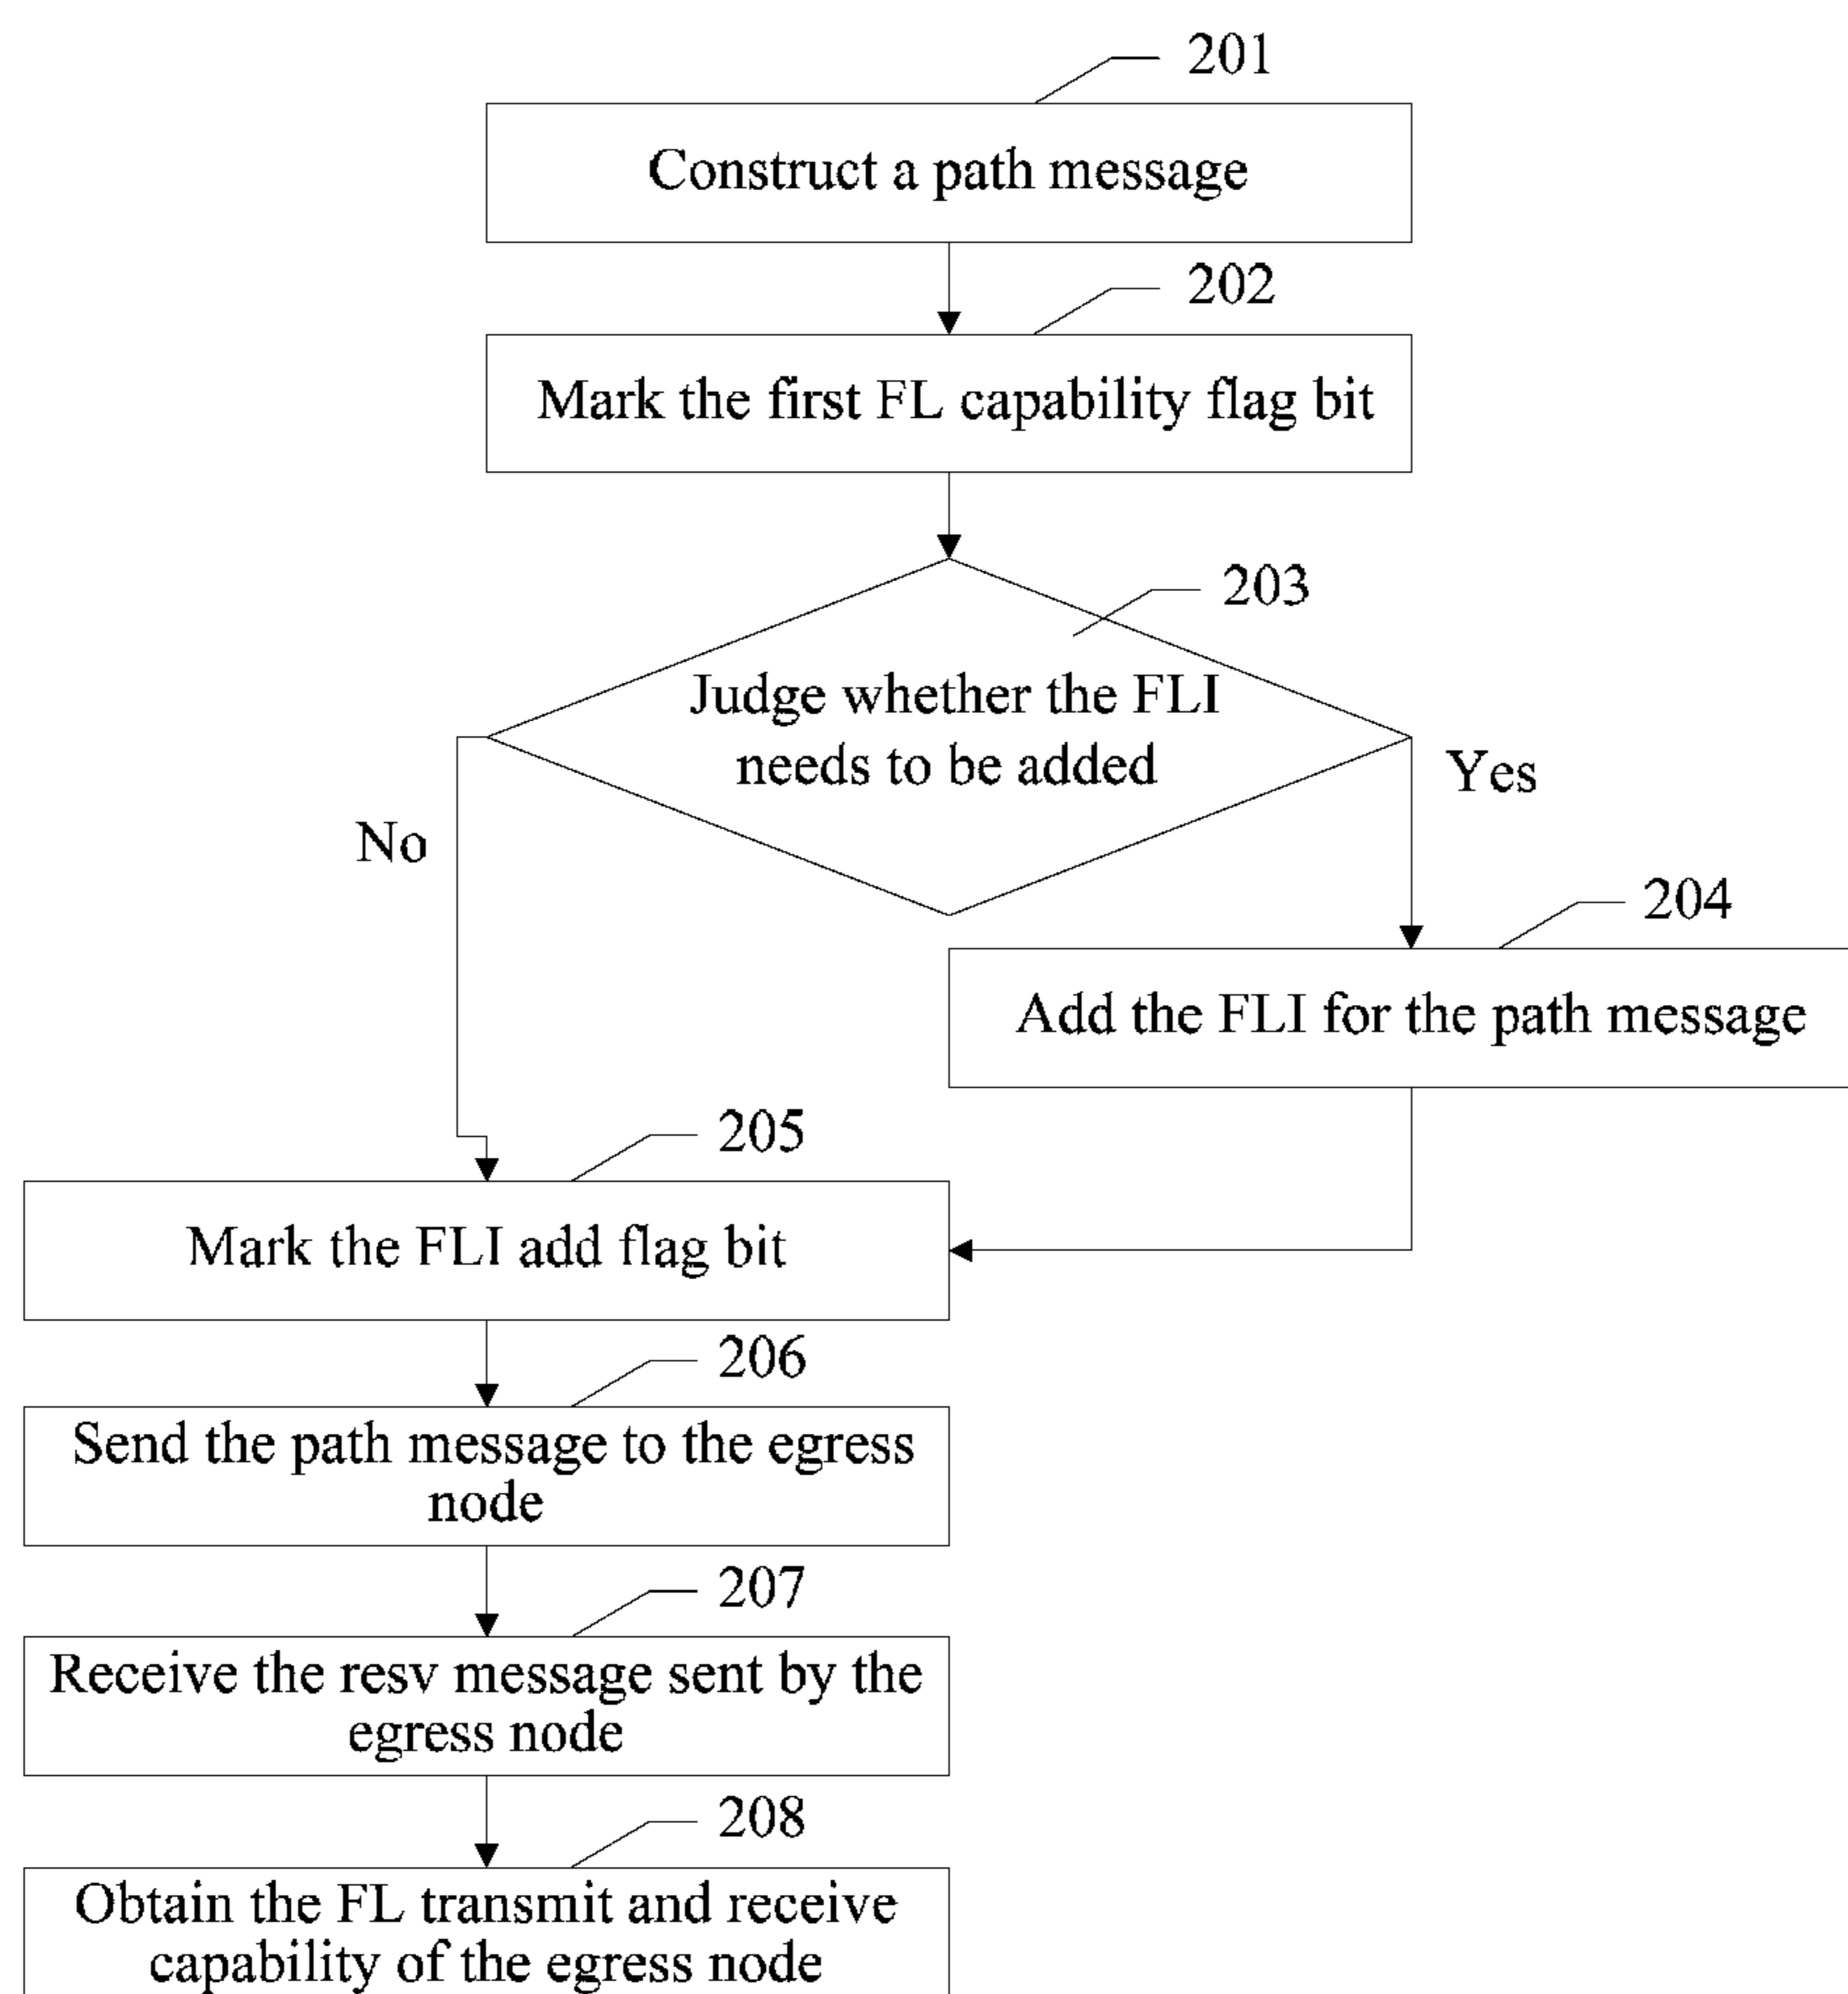 201
Construct a path message
202
Mark the first FL capability flag bit
203
Judge whether the FLI
needs to be added
Yes
No
204
Add the FLI for the path message
205
Mark the FLI add flag bit
206
Send the path message to the egress
node
207
Receive the resv message sent by the
egress node
208
Obtain the FL transmit and receive
capability of the egress node